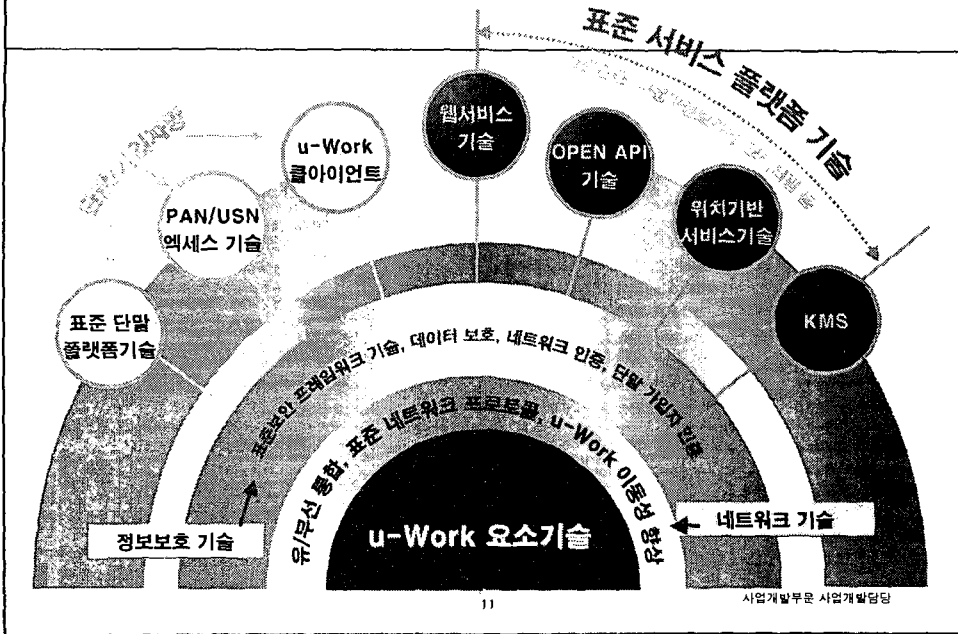 표준 서비스 플랫폼 기술
웹서비스
기술
OPEN API
기술
u-Work
클아이언트
위치기반
서비스기술
PAN/USN
엑세스 기술
KMS
표준 단말
플랫폼기술
표준보안 프레임워크 기술, 데이터 보호, 네트워크 인증, 단말 가입자 인증
유/무선 통합, 표준 네트워크 프로토콜, u-Work 이동성 향상
정보보호 기술
u-Work 요소기술
네트워크 기술
11
사업개발부문 사업개발담당